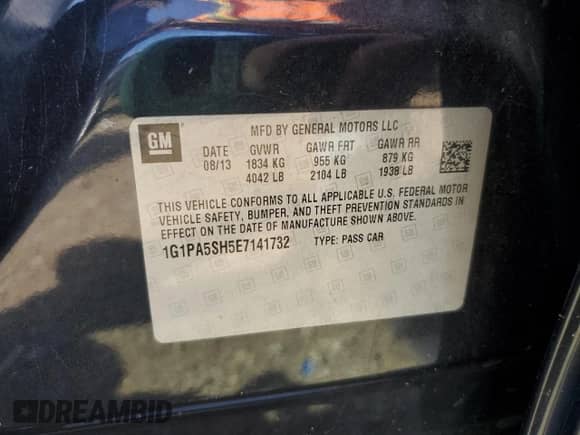 GM
MFD BY GENERAL MOTORS LLC
DATE GVWR GAWR FRT GAWR RR
08/13 1834 KG 955 KG 879 KG
4042 LB 2104 LB 1938 LB
THIS VEHICLE CONFORMS TO ALL APPLICABLE U.S. FEDERAL MOTOR
VEHICLE SAFETY, BUMPER, AND THEFT PREVENTION STANDARDS IN
EFFECT ON THE DATE OF MANUFACTURE SHOWN ABOVE.
1G1PA5SH5E7141732 TYPE: PASS CAR
DREAMBID